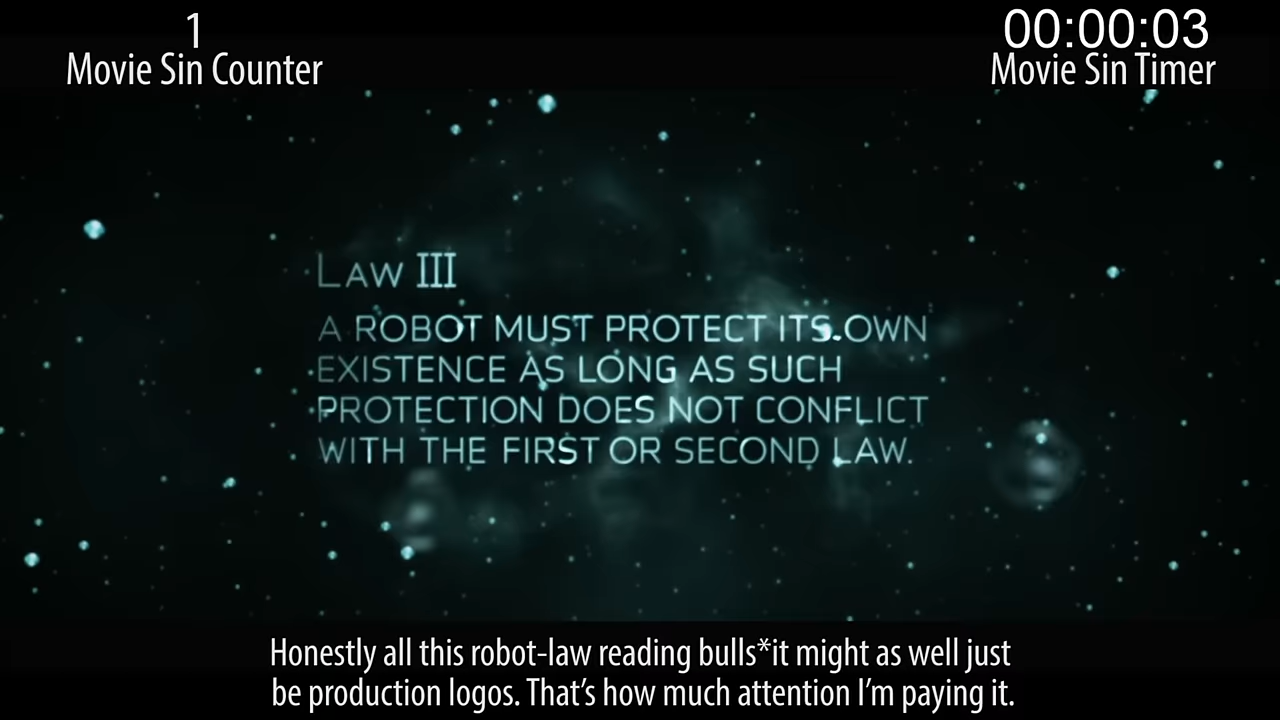 1
Movie Sin Counter
00:00:03
Movie Sin Timer
LAW III
A ROBOT MUST PROTECT ITS OWN
EXISTENCE AS LONG AS SUCH
PROTECTION DOES NOT CONFLICT
WITH THE FIRST OR SECOND LAW.
Honestly all this robot-law reading bulls*it might as well just
be production logos. That's how much attention I'm paying it.